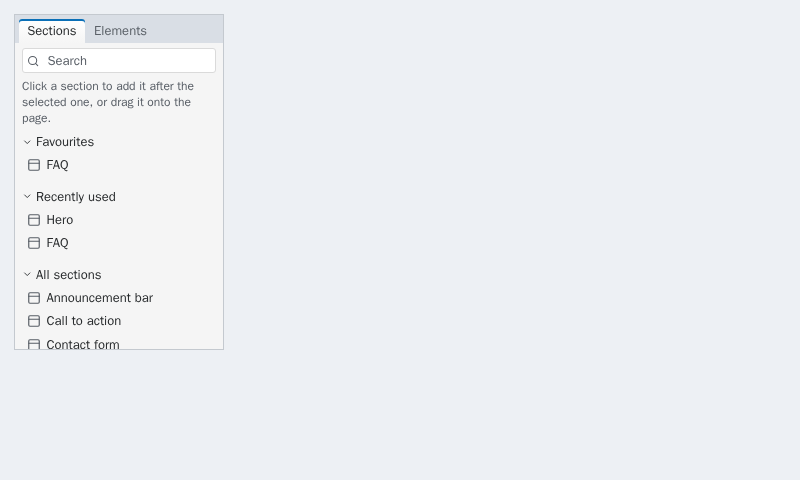 Sections Elements
Search
Click a section to add it after the
selected one, or drag it onto the
page.
Favourites
FAQ
Recently used
Hero
FAQ
All sections
Announcement bar
Call to action
Contact form